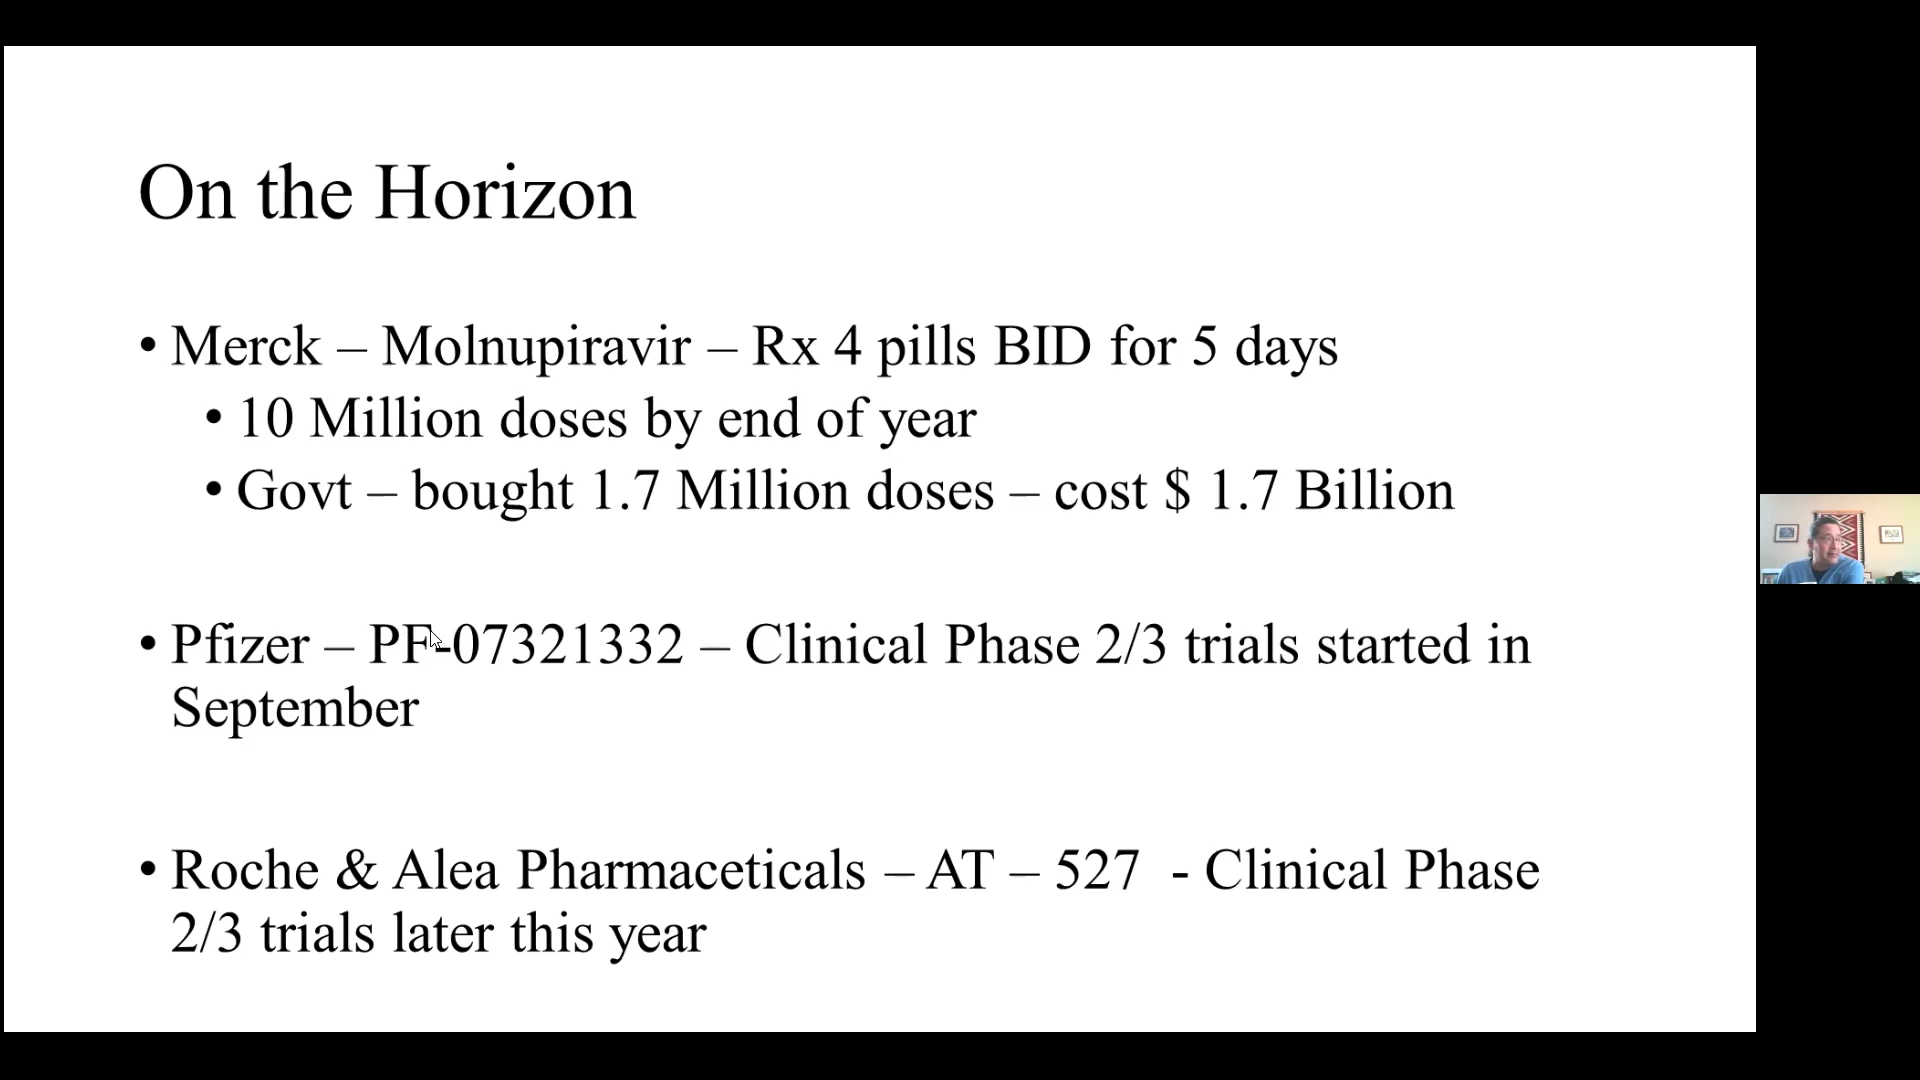 On the Horizon
• Merck – Molnupiravir – Rx 4 pills BID for 5 days
• 10 Million doses by end of year
• Govt – bought 1.7 Million doses – cost $ 1.7 Billion
• Pfizer – PF-07321332 – Clinical Phase 2/3 trials started in
September
• Roche & Alea Pharmaceticals – AT – 527  - Clinical Phase
2/3 trials later this year